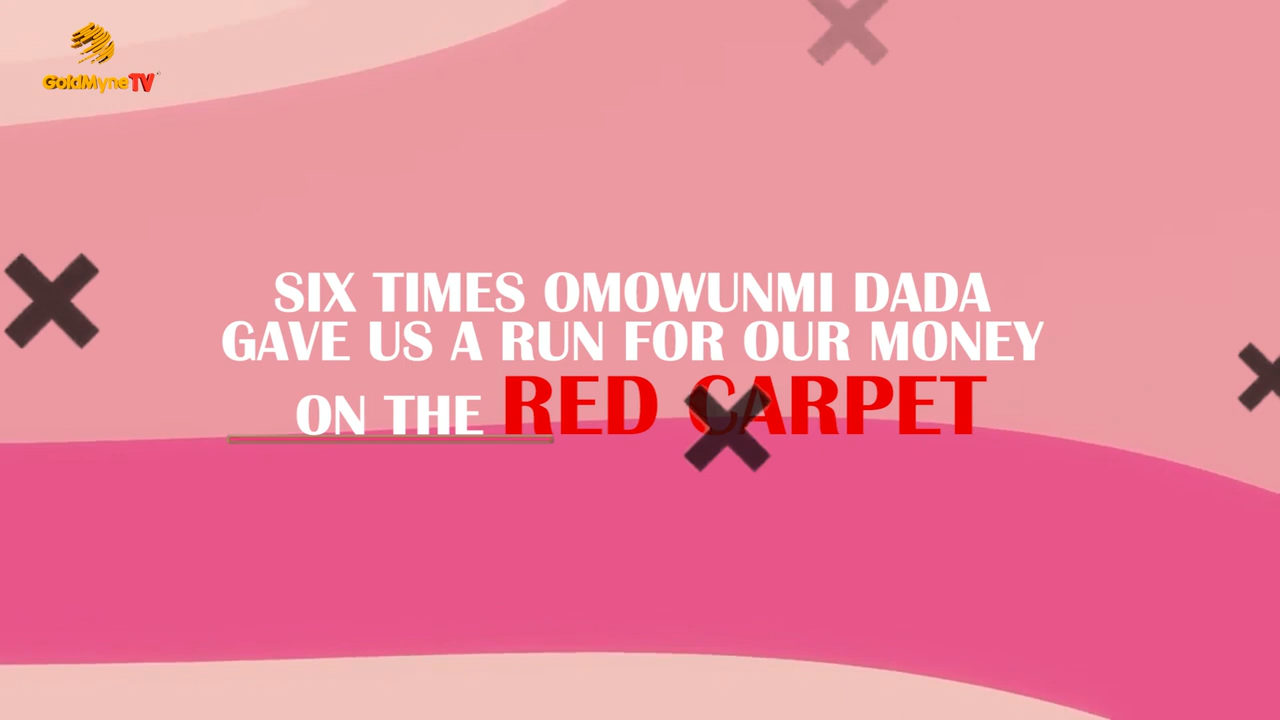 GoldMyneTV
SIX TIMES OMOWUNMI DADA
GAVE US A RUN FOR OUR MONEY
ON THE RED CARPET